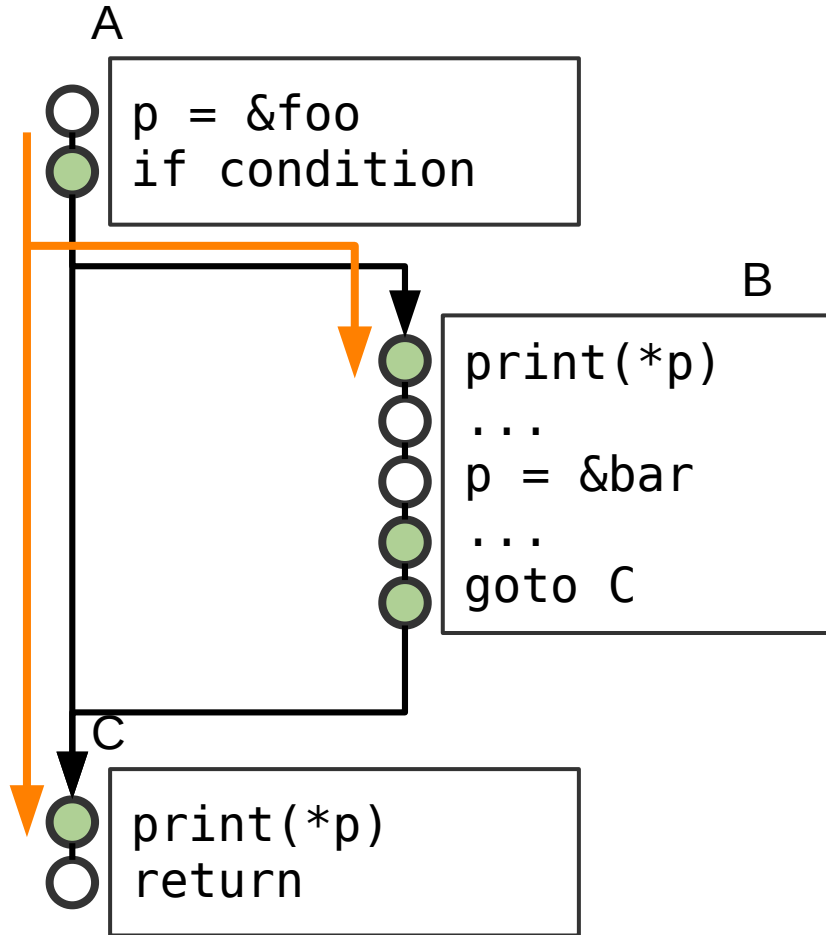 A
p = &foo
if condition
B
print(*p)
...
p = &bar
...
goto C
C
print(*p)
return